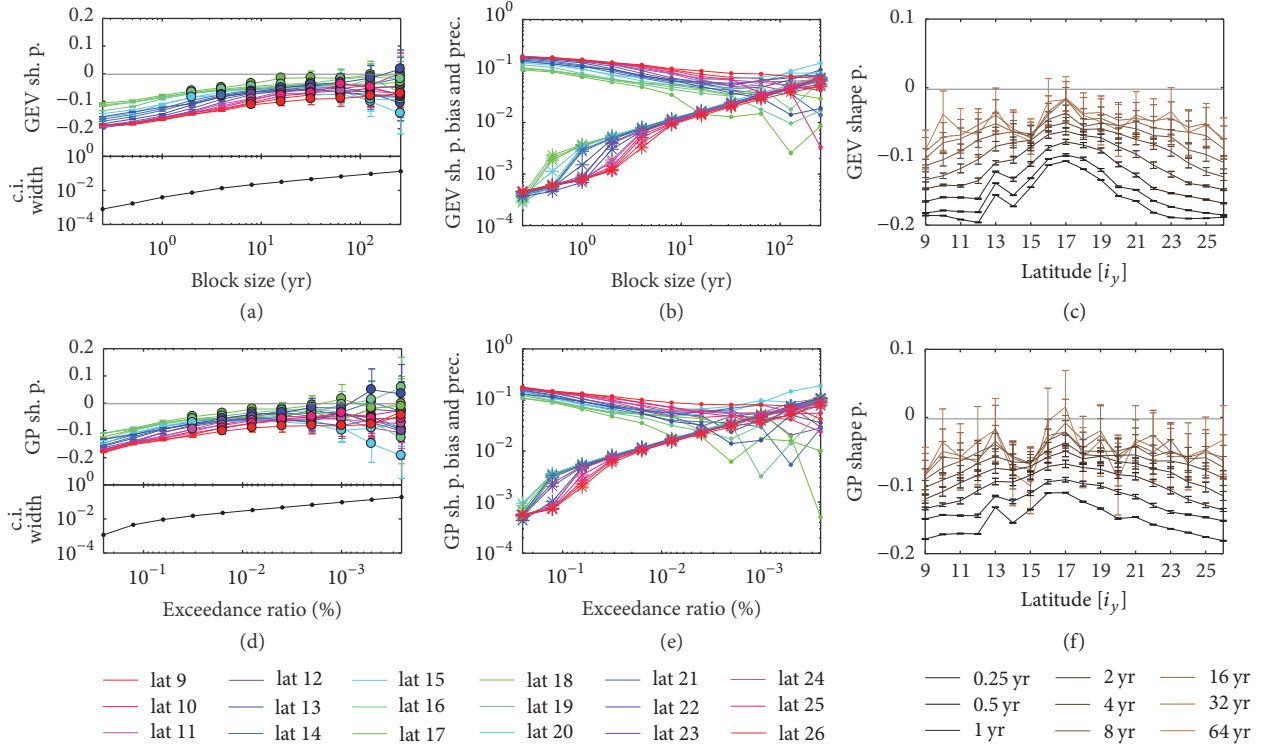 0.2
0.1
0
−0.1
−0.2
10^0
10^0
10^−2
10^−4
GEV sh. p.
c.i.
width
10^0 10^1 10^2
Block size (yr)
(a)
10^0
10^−1
10^−2
10^−3
10^−4
GEV sh. p. bias and prec.
10^0 10^1 10^2
Block size (yr)
(b)
0.1
0
−0.1
−0.2
GEV shape p.
9 11 13 15 17 19 21 23 25
Latitude [i_y]
(c)
0.2
0.1
0
−0.1
−0.2
10^0
10^−2
10^−4
GP sh. p.
c.i.
width
10^−1 10^−2 10^−3
Exceedance ratio (%)
(d)
10^0
10^−1
10^−2
10^−3
10^−4
GP sh. p. bias and prec.
10^−1 10^−2 10^−3
Exceedance ratio (%)
(e)
0.1
0
−0.1
−0.2
GP shape p.
9 11 13 15 17 19 21 23 25
Latitude [i_y]
(f)
lat 9 lat 12 lat 15 lat 18 lat 21 lat 24
lat 10 lat 13 lat 16 lat 19 lat 22 lat 25
lat 11 lat 14 lat 17 lat 20 lat 23 lat 26
0.25 yr 2 yr 16 yr
0.5 yr 4 yr 32 yr
1 yr 8 yr 64 yr